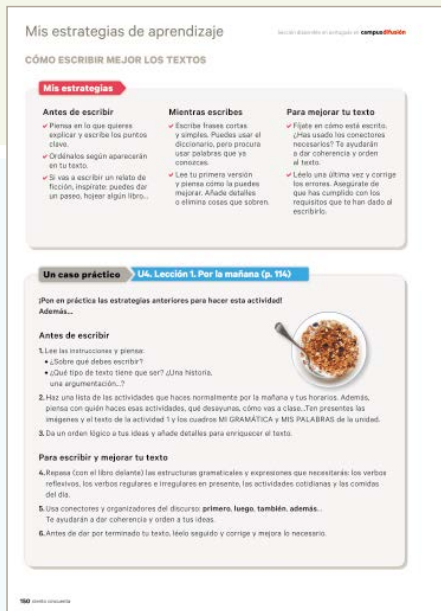 Mis estrategias de aprendizaje
Sección disponible en portugués en campusdifusión
CÓMO ESCRIBIR MEJOR LOS TEXTOS
Mis estrategias
Antes de escribir
Piensa en lo que quieres
explicar y escribe los puntos
clave.
Ordénalos según aparecerán
en tu texto.
Si vas a escribir un relato de
ficción, inspírate: puedes dar
un paseo, hojear algún libro...
Mientras escribes
Escribe frases cortas
y simples. Puedes usar el
diccionario, pero procura
usar palabras que ya
conozcas.
Lee tu primera versión
y piensa cómo la puedes
mejorar. Añade detalles
o elimina cosas que sobren.
Para mejorar tu texto
Fíjate en cómo está escrito.
¿Has usado los conectores
necesarios? Te ayudarán
a dar coherencia y orden
al texto.
Léelo una última vez y corrige
los errores. Asegúrate de
que has cumplido con los
requisitos que te han dado al
escribirlo.
Un caso práctico U4. Lección 1. Por la mañana (p. 114)
¡Pon en práctica las estrategias anteriores para hacer esta actividad!
Además...
Antes de escribir
1. Lee las instrucciones y piensa:
• ¿Sobre qué debes escribir?
• ¿Qué tipo de texto tiene que ser? ¿Una historia,
una argumentación...?
2. Haz una lista de las actividades que haces normalmente por la mañana y tus horarios. Además,
piensa con quién haces esas actividades, qué desayunas, cómo vas a clase...Ten presentes las
imágenes y el texto de la actividad 1 y los cuadros MI GRAMÁTICA y MIS PALABRAS de la unidad.
3. Da un orden lógico a tus ideas y añade detalles para enriquecer el texto.
Para escribir y mejorar tu texto
4. Repasa (con el libro delante) las estructuras gramaticales y expresiones que necesitarás: los verbos
reflexivos, los verbos regulares e irregulares en presente, las actividades cotidianas y las comidas
del día.
5. Usa conectores y organizadores del discurso: primero, luego, también, además...
Te ayudarán a dar coherencia y orden a tus ideas.
6. Antes de dar por terminado tu texto, léelo seguido y corrige y mejora lo necesario.
150 ciento cincuenta